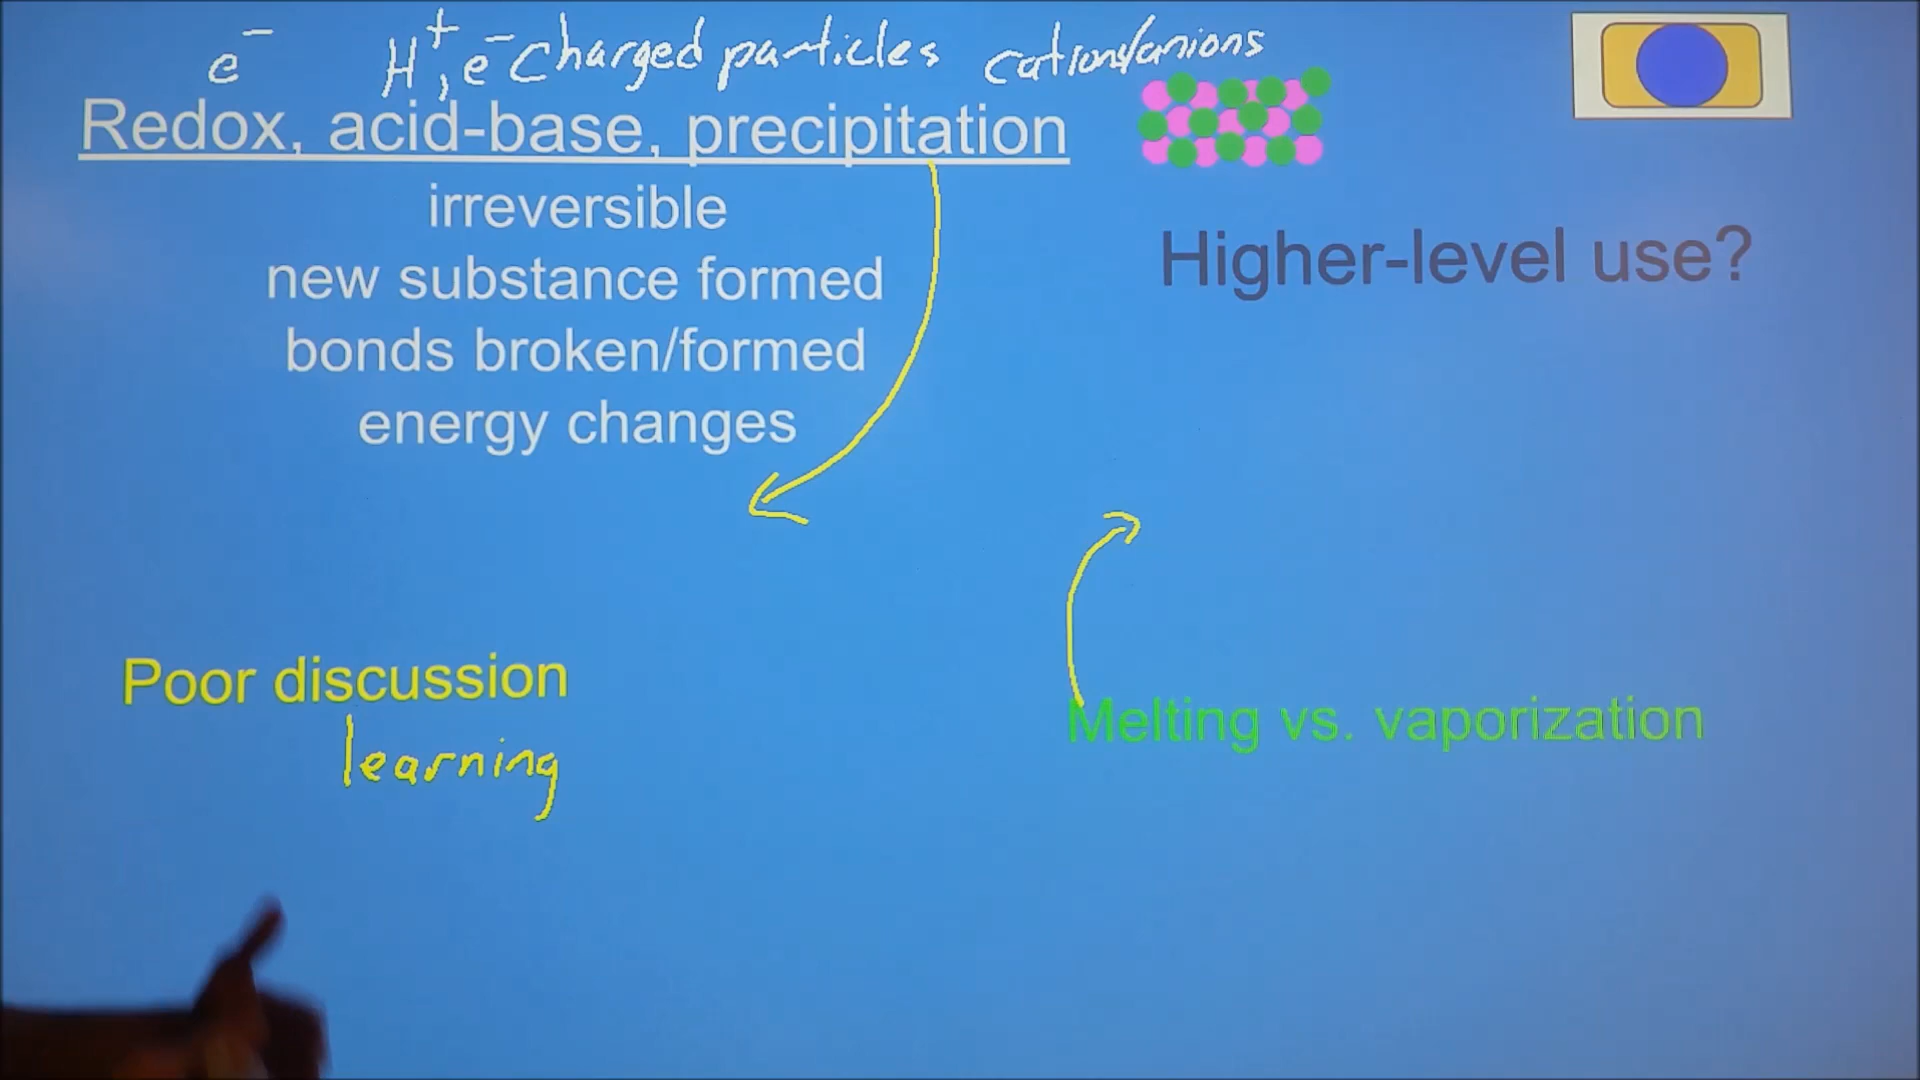 e⁻ H⁺, e⁻ charged particles cations/anions
Redox, acid-base, precipitation
irreversible
new substance formed
bonds broken/formed
energy changes
Higher-level use?
Poor discussion
learning
Melting vs. vaporization